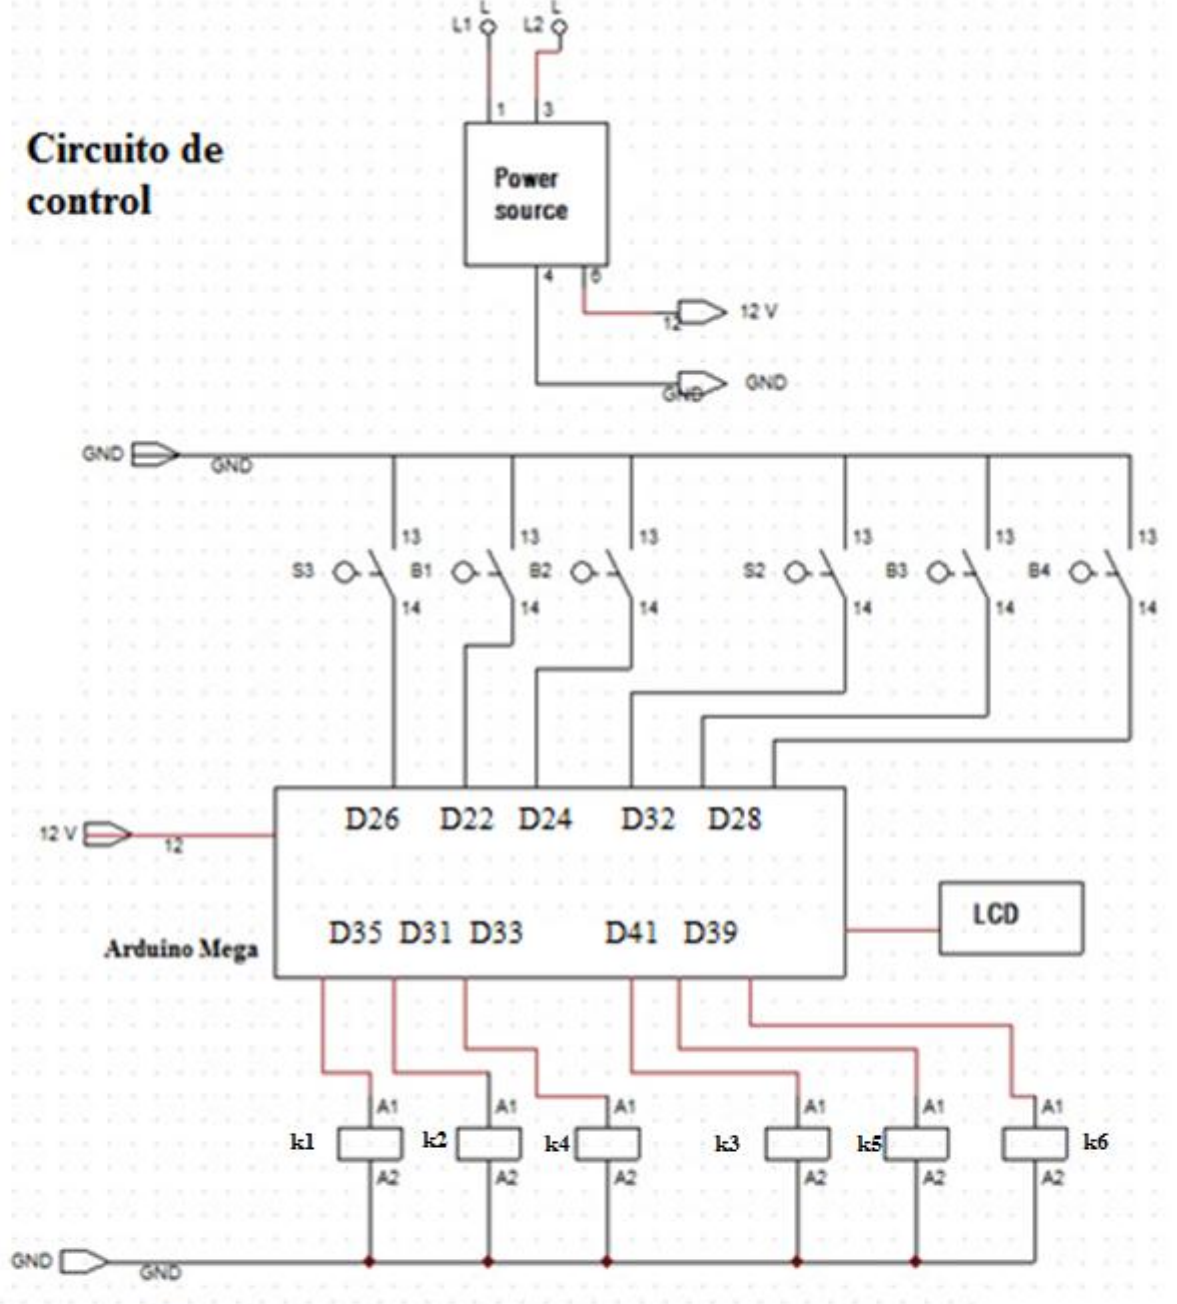 L L
L1 L2
1 3
Circuito de
control
Power
source
4 6
12 12 V
GND GND
GND GND
13 13 13 13 13 13
S3 B1 B2 S2 B3 B4
14 14 14 14 14 14
D26 D22 D24 D32 D28
12 V 12
LCD
D35 D31 D33 D41 D39
Arduino Mega
A1 A1 A1 A1 A1 A1
k1 k2 k4 k3 k5 k6
A2 A2 A2 A2 A2 A2
GND GND